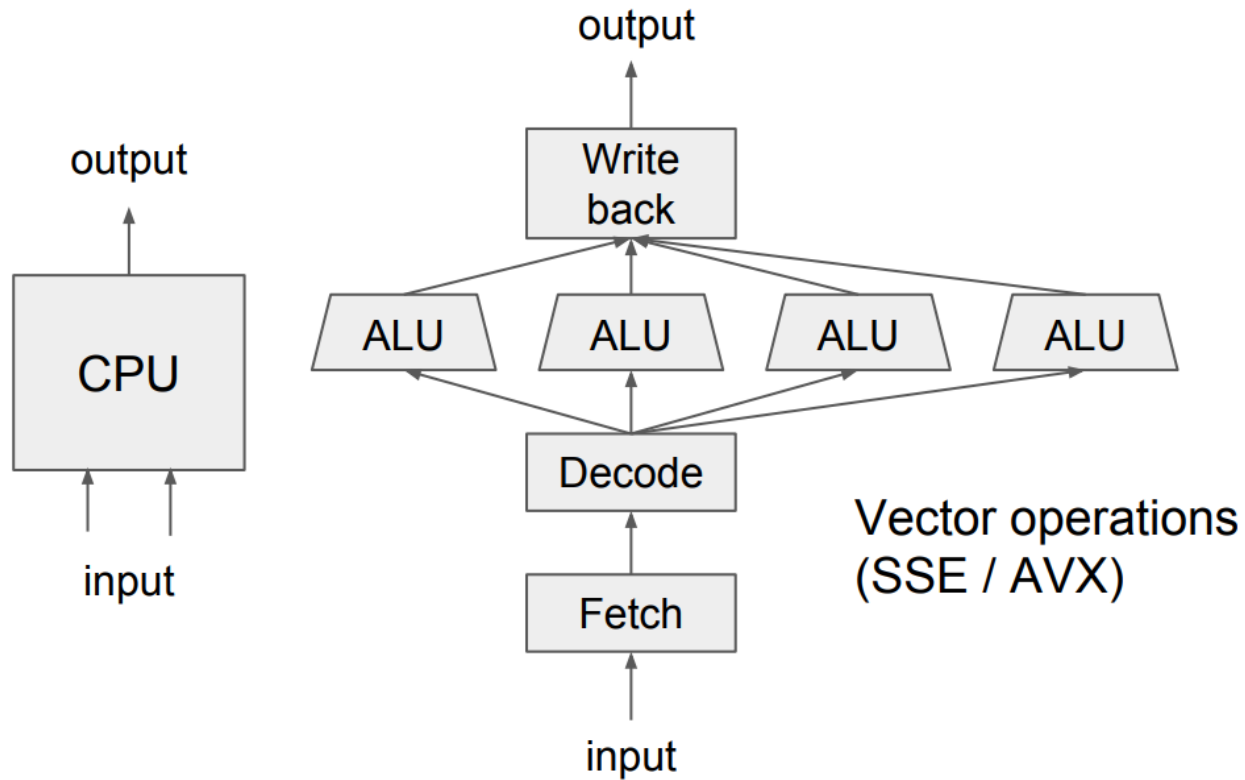 output
CPU
input
output
Write
back
ALU
ALU
ALU
ALU
Decode
Fetch
input
Vector operations
(SSE / AVX)